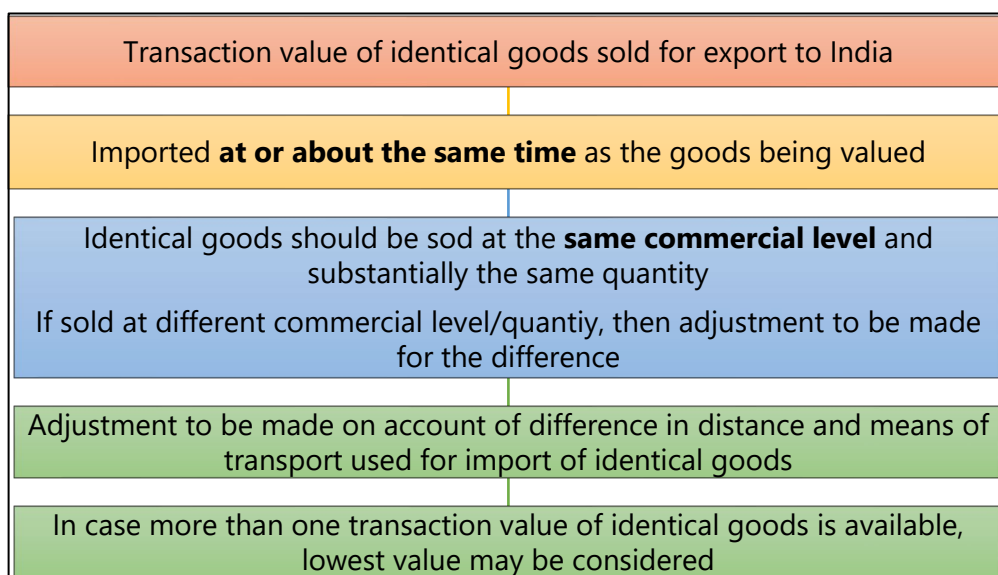 Transaction value of identical goods sold for export to India
Imported at or about the same time as the goods being valued
Identical goods should be sod at the same commercial level and
substantially the same quantity
If sold at different commercial level/quantiy, then adjustment to be made
for the difference
Adjustment to be made on account of difference in distance and means of
transport used for import of identical goods
In case more than one transaction value of identical goods is available,
lowest value may be considered